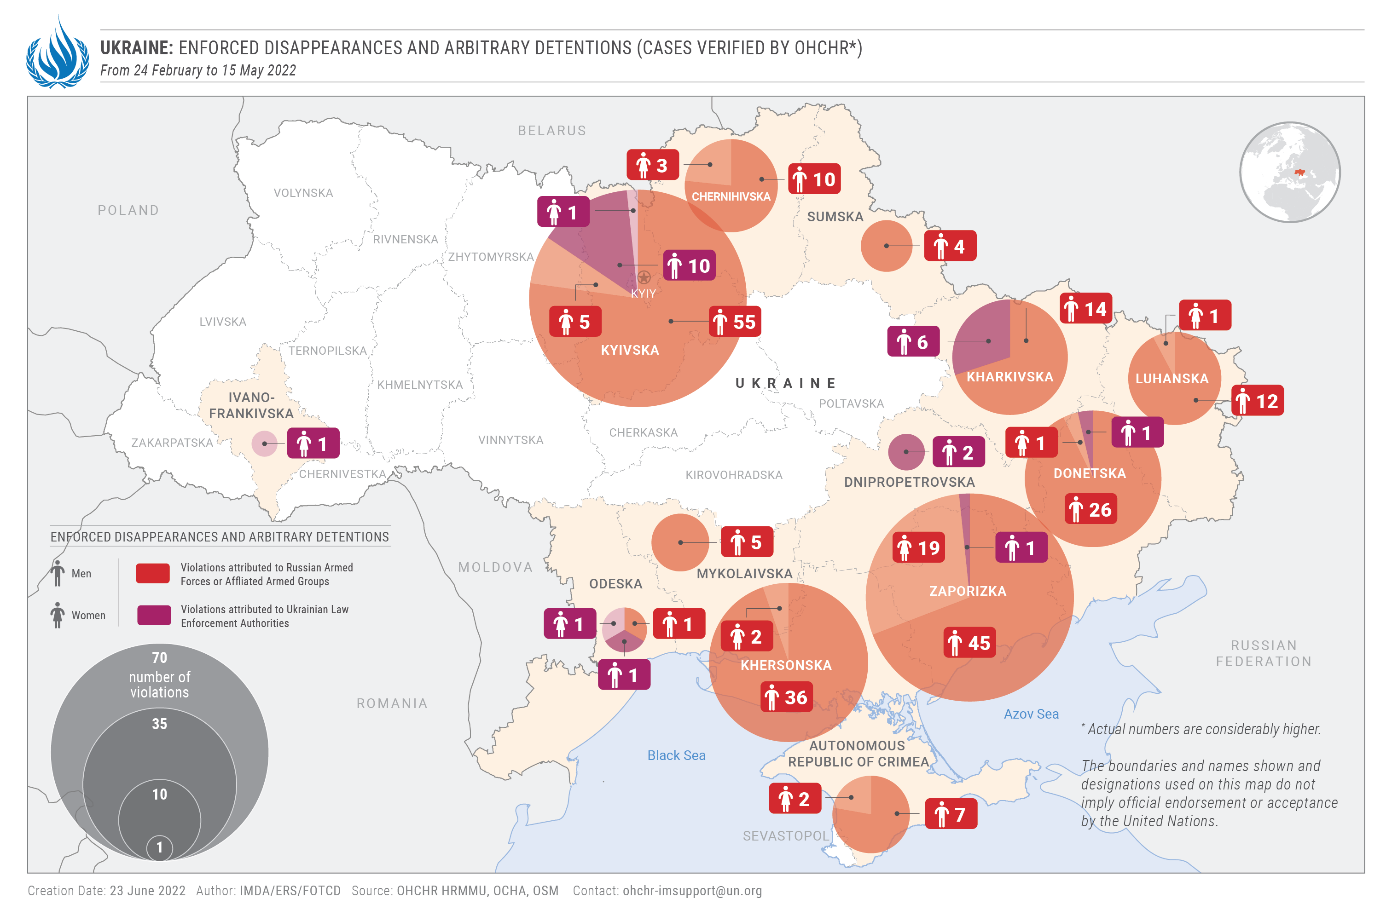 UKRAINE: ENFORCED DISAPPEARANCES AND ARBITRARY DETENTIONS (CASES VERIFIED BY OHCHR*)
From 24 February to 15 May 2022
BELARUS
POLAND
VOLYNSKA
RIVNENSKA
ZHYTOMYRSKA
LVIVSKA
TERNOPILSKA
KHMELNYTSKA
IVANO-
FRANKIVSKA
1
ZAKARPATSKA
CHERNIVESTKA
VINNYTSKA
3
10
CHERNIHIVSKA
SUMSKA
4
1
10
KYIY
5
55
KYIVSKA
UKRAINE
POLTAVSKA
CHERKASKA
KIROVOHRADSKA
14
6
KHARKIVSKA
1
LUHANSKA
12
2
DNIPROPETROVSKA
1
1
DONETSKA
26
5
MYKOLAIVSKA
19
1
ZAPORIZKA
45
ODESKA
1
1
1
2
KHERSONSKA
36
MOLDOVA
ROMANIA
RUSSIAN
FEDERATION
Azov Sea
Black Sea
AUTONOMOUS
REPUBLIC OF CRIMEA
2
7
SEVASTOPOL
ENFORCED DISAPPEARANCES AND ARBITRARY DETENTIONS
Men
Violations attributed to Russian Armed
Forces or Affliated Armed Groups
Women
Violations attributed to Ukrainian Law
Enforcement Authorities
70
number of
violations
35
10
1
* Actual numbers are considerably higher.
The boundaries and names shown and
designations used on this map do not
imply official endorsement or acceptance
by the United Nations.
Creation Date: 23 June 2022 Author: IMDA/ERS/FOTCD Source: OHCHR HRMMU, OCHA, OSM Contact: ohchr-imsupport@un.org